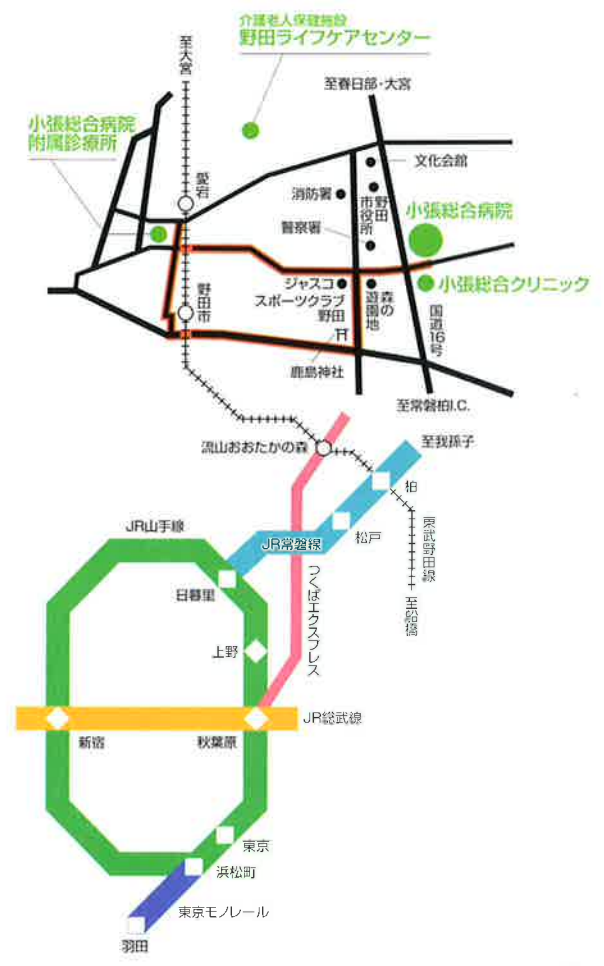 介護老人保健施設
野田ライフケアセンター
至大宮
至春日部・大宮
小張総合病院
附属診療所
文化会館
愛宕
消防署
野田
市役所
小張総合病院
警察署
ジャスコ
スポーツクラブ
野田
森の
遊園地
小張総合クリニック
野田市
国道16号
鹿島神社
至常磐柏I.C.
流山おおたかの森
至我孫子
柏
JR山手線
松戸
JR常磐線
東武野田線
日暮里
つくばエクスプレス
至船橋
上野
JR総武線
新宿
秋葉原
東京
浜松町
東京モノレール
羽田